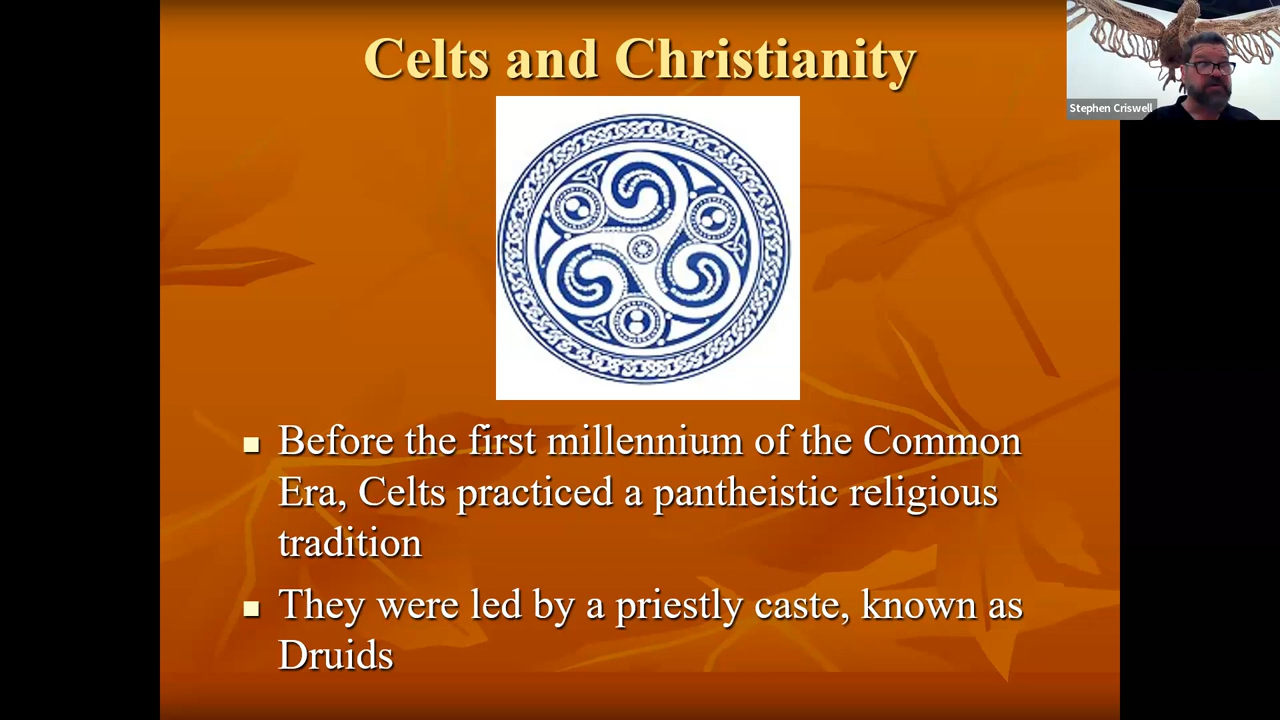 Celts and Christianity
Stephen Criswell
Before the first millennium of the Common
Era, Celts practiced a pantheistic religious
tradition
They were led by a priestly caste, known as
Druids